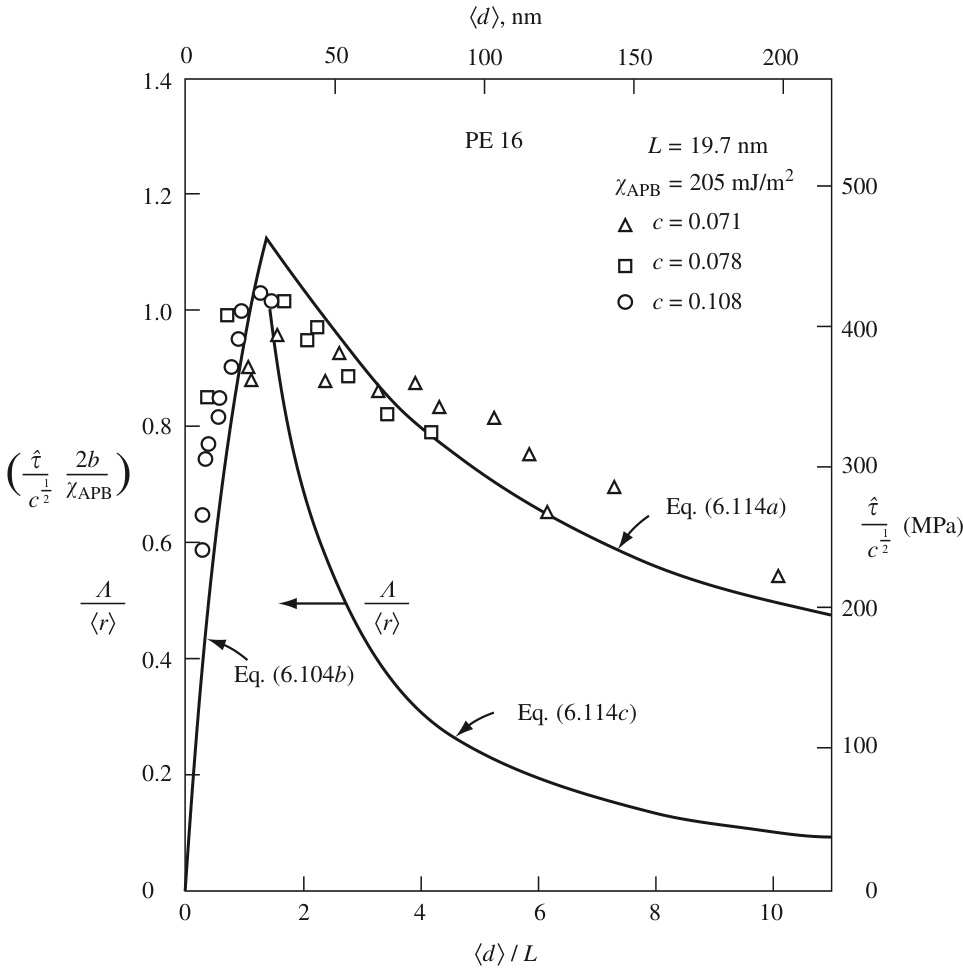 ⟨d⟩, nm
0 50 100 150 200
1.4
1.2
1.0
0.8
0.6
0.4
0.2
0
PE 16
L = 19.7 nm
χAPB = 205 mJ/m²
△ c = 0.071
□ c = 0.078
○ c = 0.108
500
400
300
200
100
0
(τ̂/c^½ 2b/χAPB)
Λ/⟨r⟩
τ̂/c^½ (MPa)
Eq. (6.114a)
Λ/⟨r⟩
Eq. (6.104b)
Eq. (6.114c)
0 2 4 6 8 10
⟨d⟩ / L